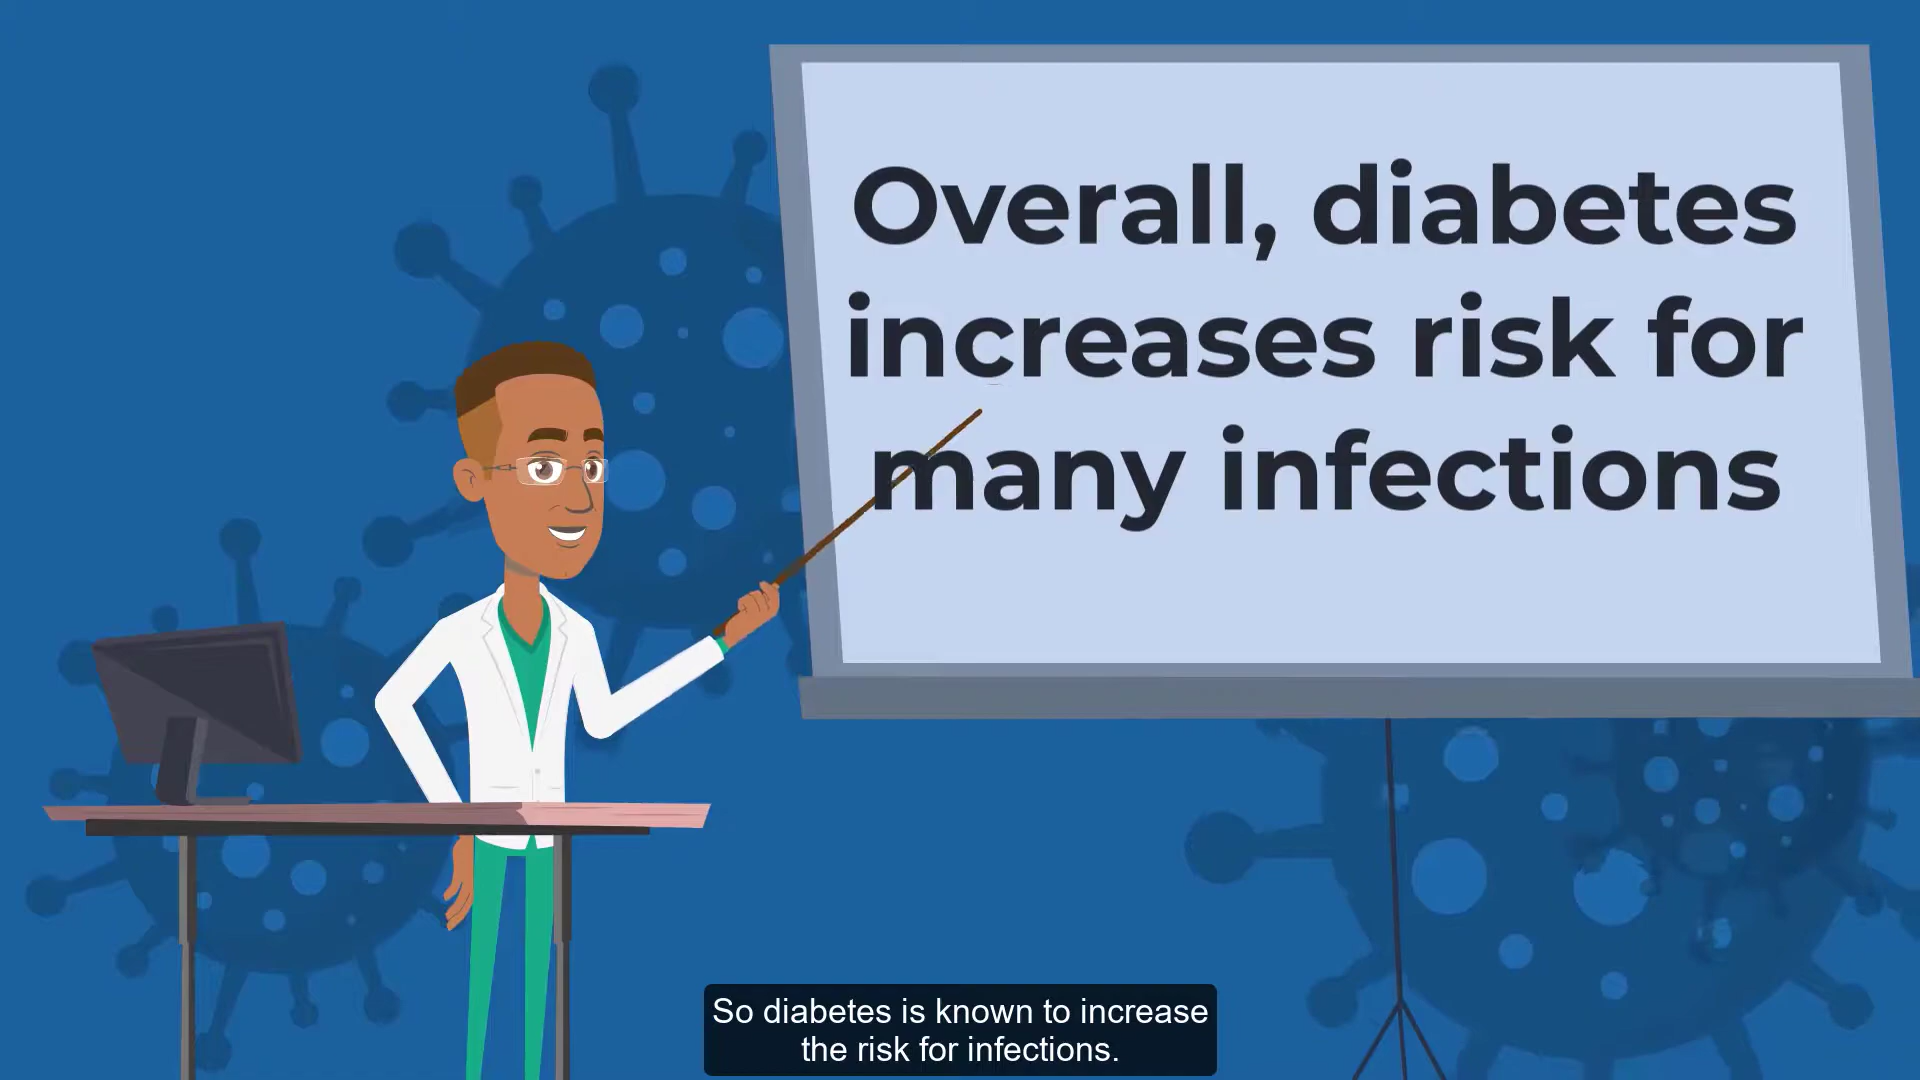 Overall, diabetes
increases risk for
many infections
So diabetes is known to increase
the risk for infections.